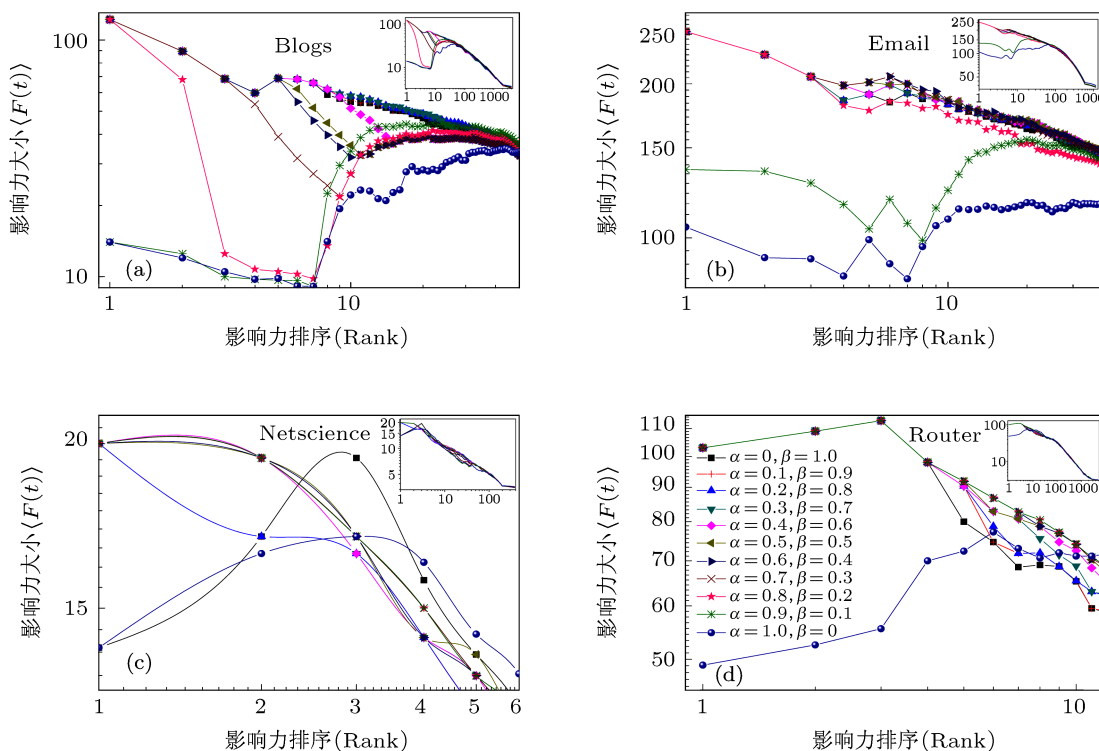 100
10
1
10
影响力大小⟨F(t)⟩
影响力排序(Rank)
Blogs
(a)
100
10
1 10 100 1000
250
200
150
100
1
10
影响力大小⟨F(t)⟩
影响力排序(Rank)
Email
(b)
250
150
100
50
1 10 100 1000
20
15
1 2 3 4 5 6
影响力大小⟨F(t)⟩
影响力排序(Rank)
Netscience
(c)
20
15
10
5
1 10 100
110
100
90
80
70
60
50
1
10
影响力大小⟨F(t)⟩
影响力排序(Rank)
Router
(d)
100
10
1
1 10 100 1000
α=0, β=1.0
α=0.1, β=0.9
α=0.2, β=0.8
α=0.3, β=0.7
α=0.4, β=0.6
α=0.5, β=0.5
α=0.6, β=0.4
α=0.7, β=0.3
α=0.8, β=0.2
α=0.9, β=0.1
α=1.0, β=0